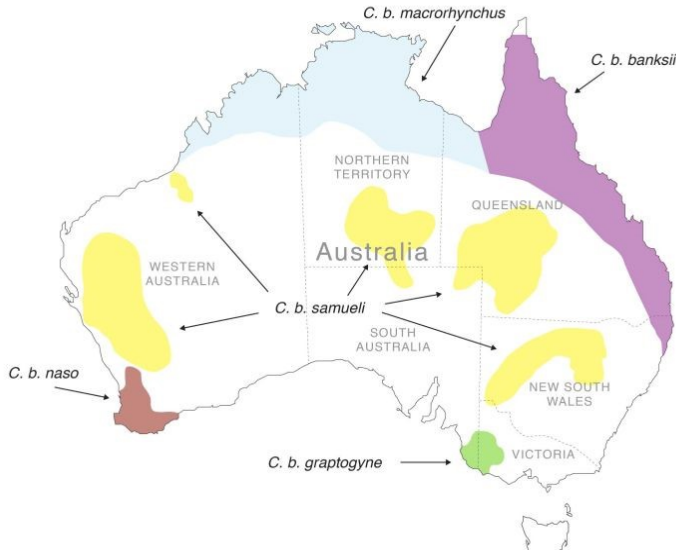 C. b. macrorhynchus
C. b. banksii
NORTHERN
TERRITORY
QUEENSLAND
Australia
WESTERN
AUSTRALIA
C. b. samueli
SOUTH
AUSTRALIA
C. b. naso
NEW SOUTH
WALES
C. b. graptogyne
VICTORIA